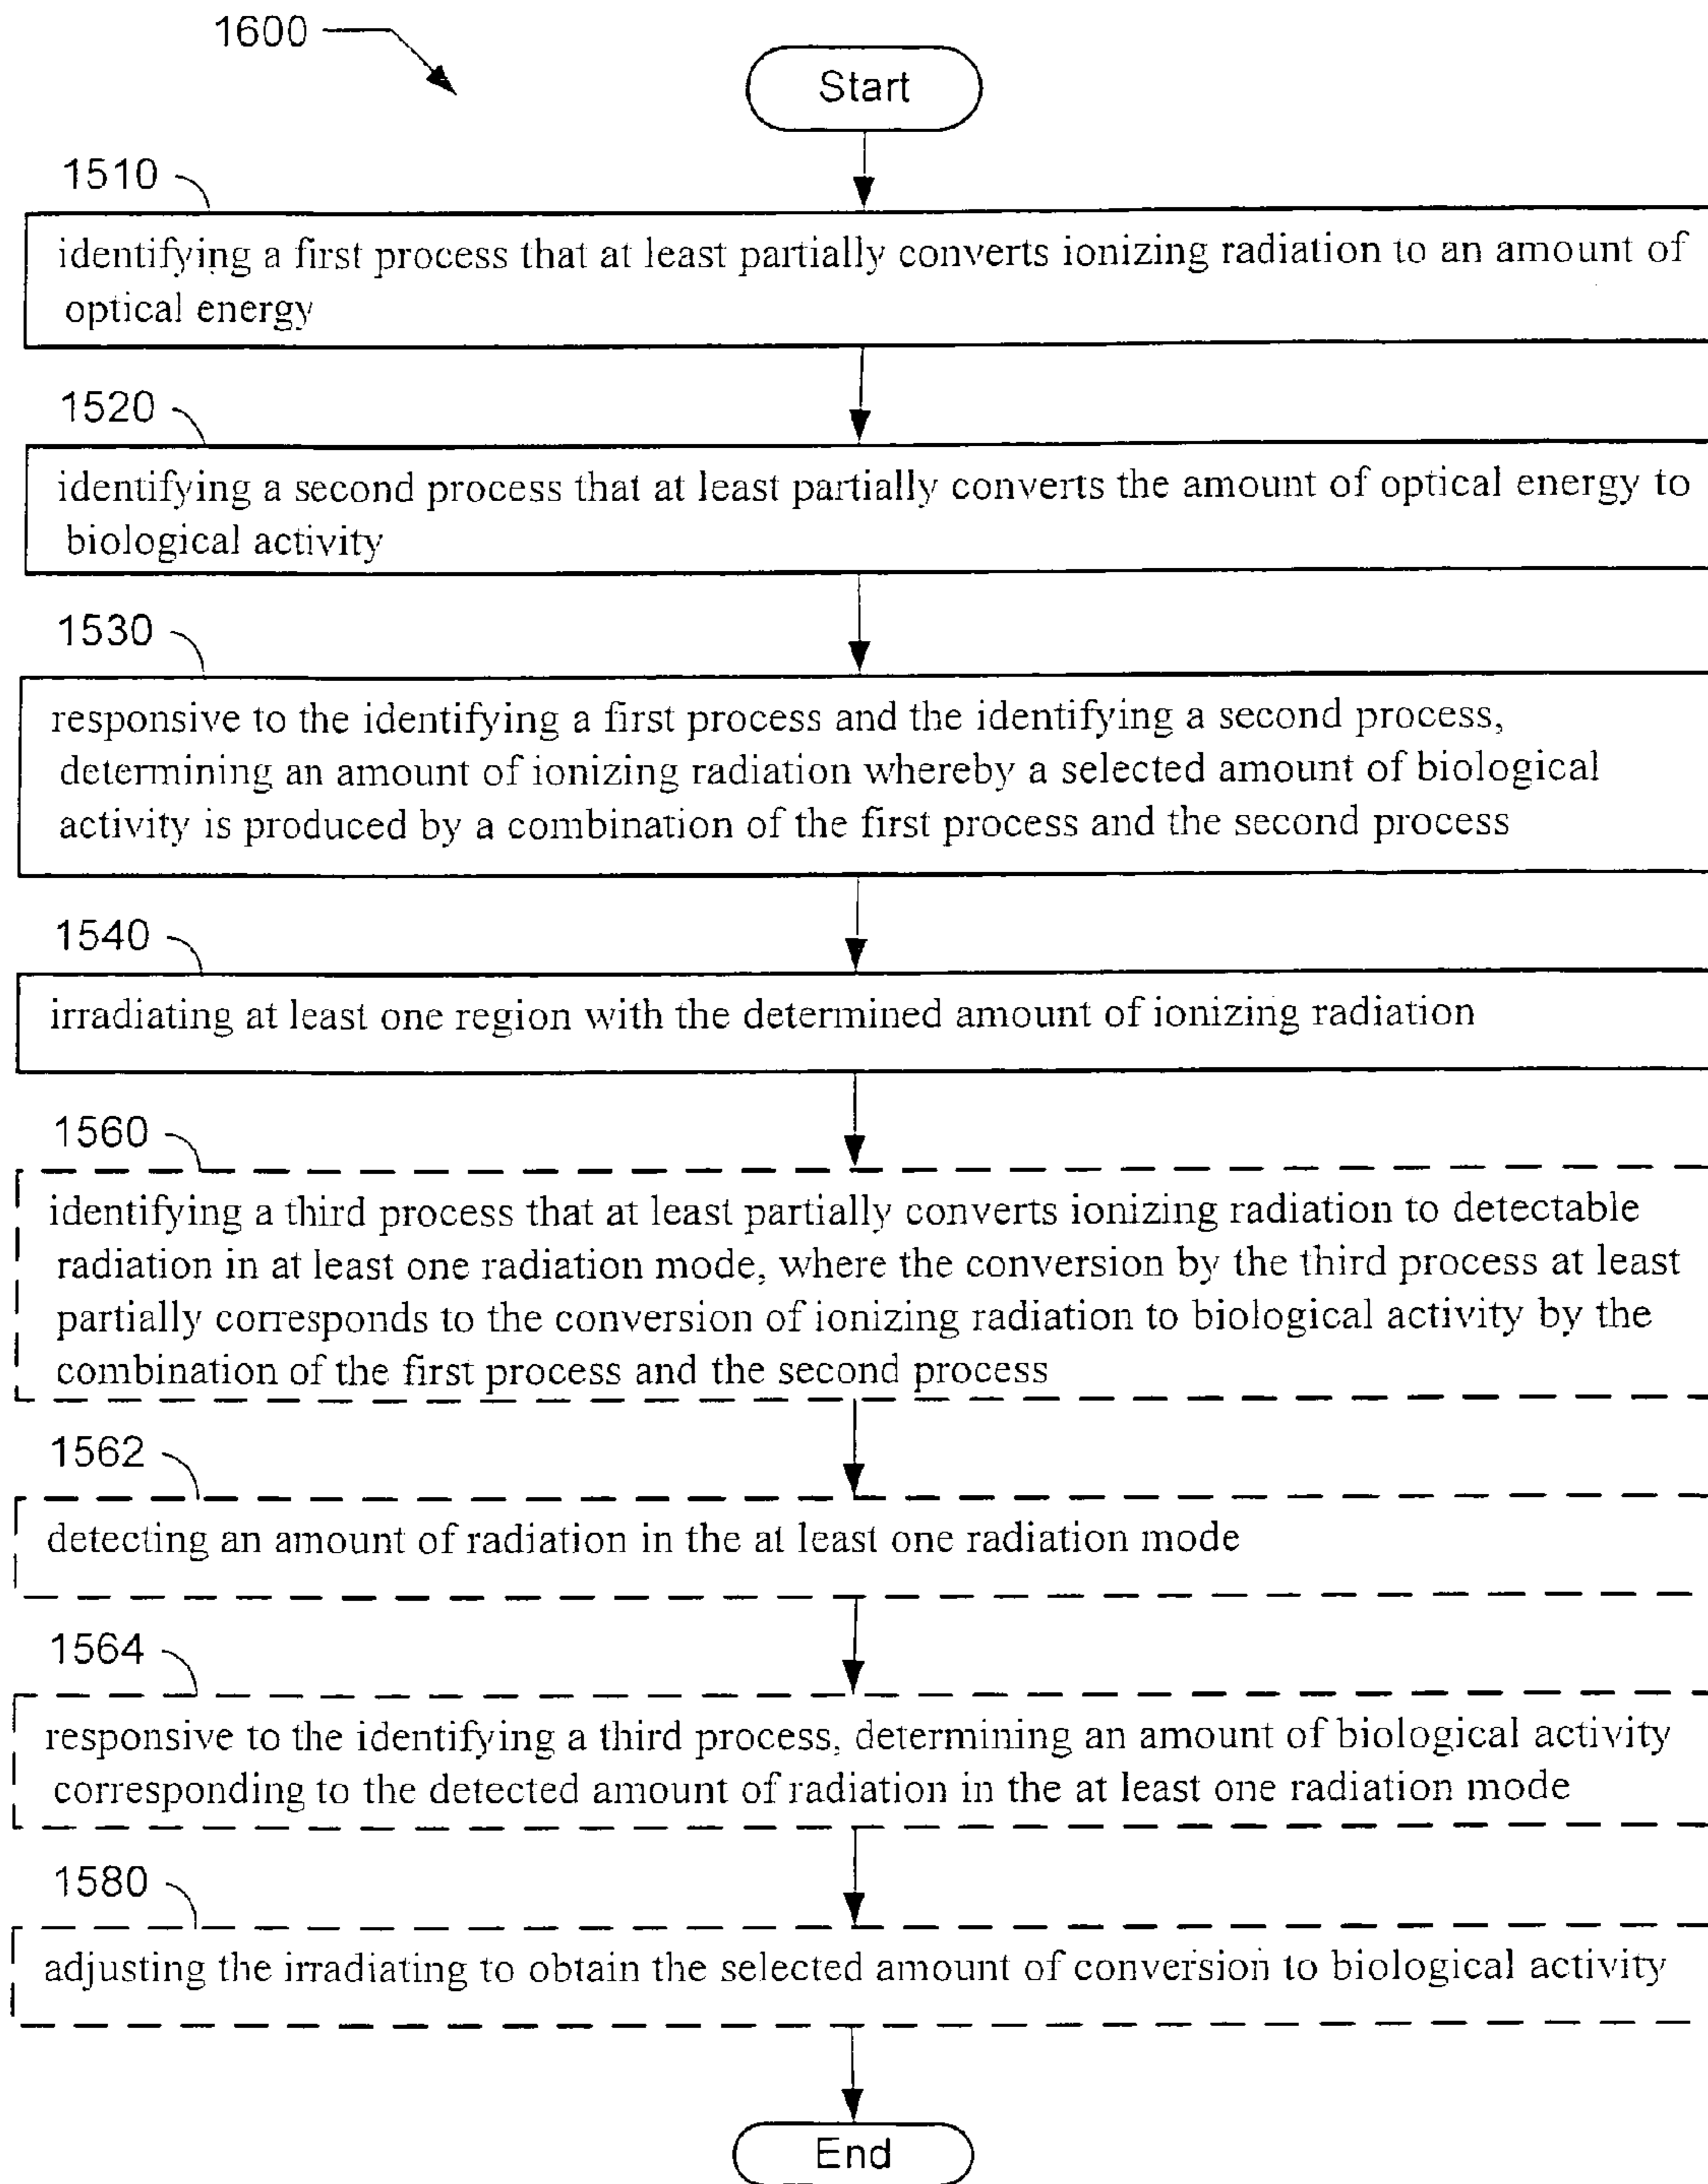 1600
Start
1510
identifying a first process that at least partially converts ionizing radiation to an amount of
optical energy
1520
identifying a second process that at least partially converts the amount of optical energy to
biological activity
1530
responsive to the identifying a first process and the identifying a second process,
determining an amount of ionizing radiation whereby a selected amount of biological
activity is produced by a combination of the first process and the second process
1540
irradiating at least one region with the determined amount of ionizing radiation
1560
identifying a third process that at least partially converts ionizing radiation to detectable
radiation in at least one radiation mode, where the conversion by the third process at least
partially corresponds to the conversion of ionizing radiation to biological activity by the
combination of the first process and the second process
1562
detecting an amount of radiation in the at least one radiation mode
1564
responsive to the identifying a third process, determining an amount of biological activity
corresponding to the detected amount of radiation in the at least one radiation mode
1580
adjusting the irradiating to obtain the selected amount of conversion to biological activity
End